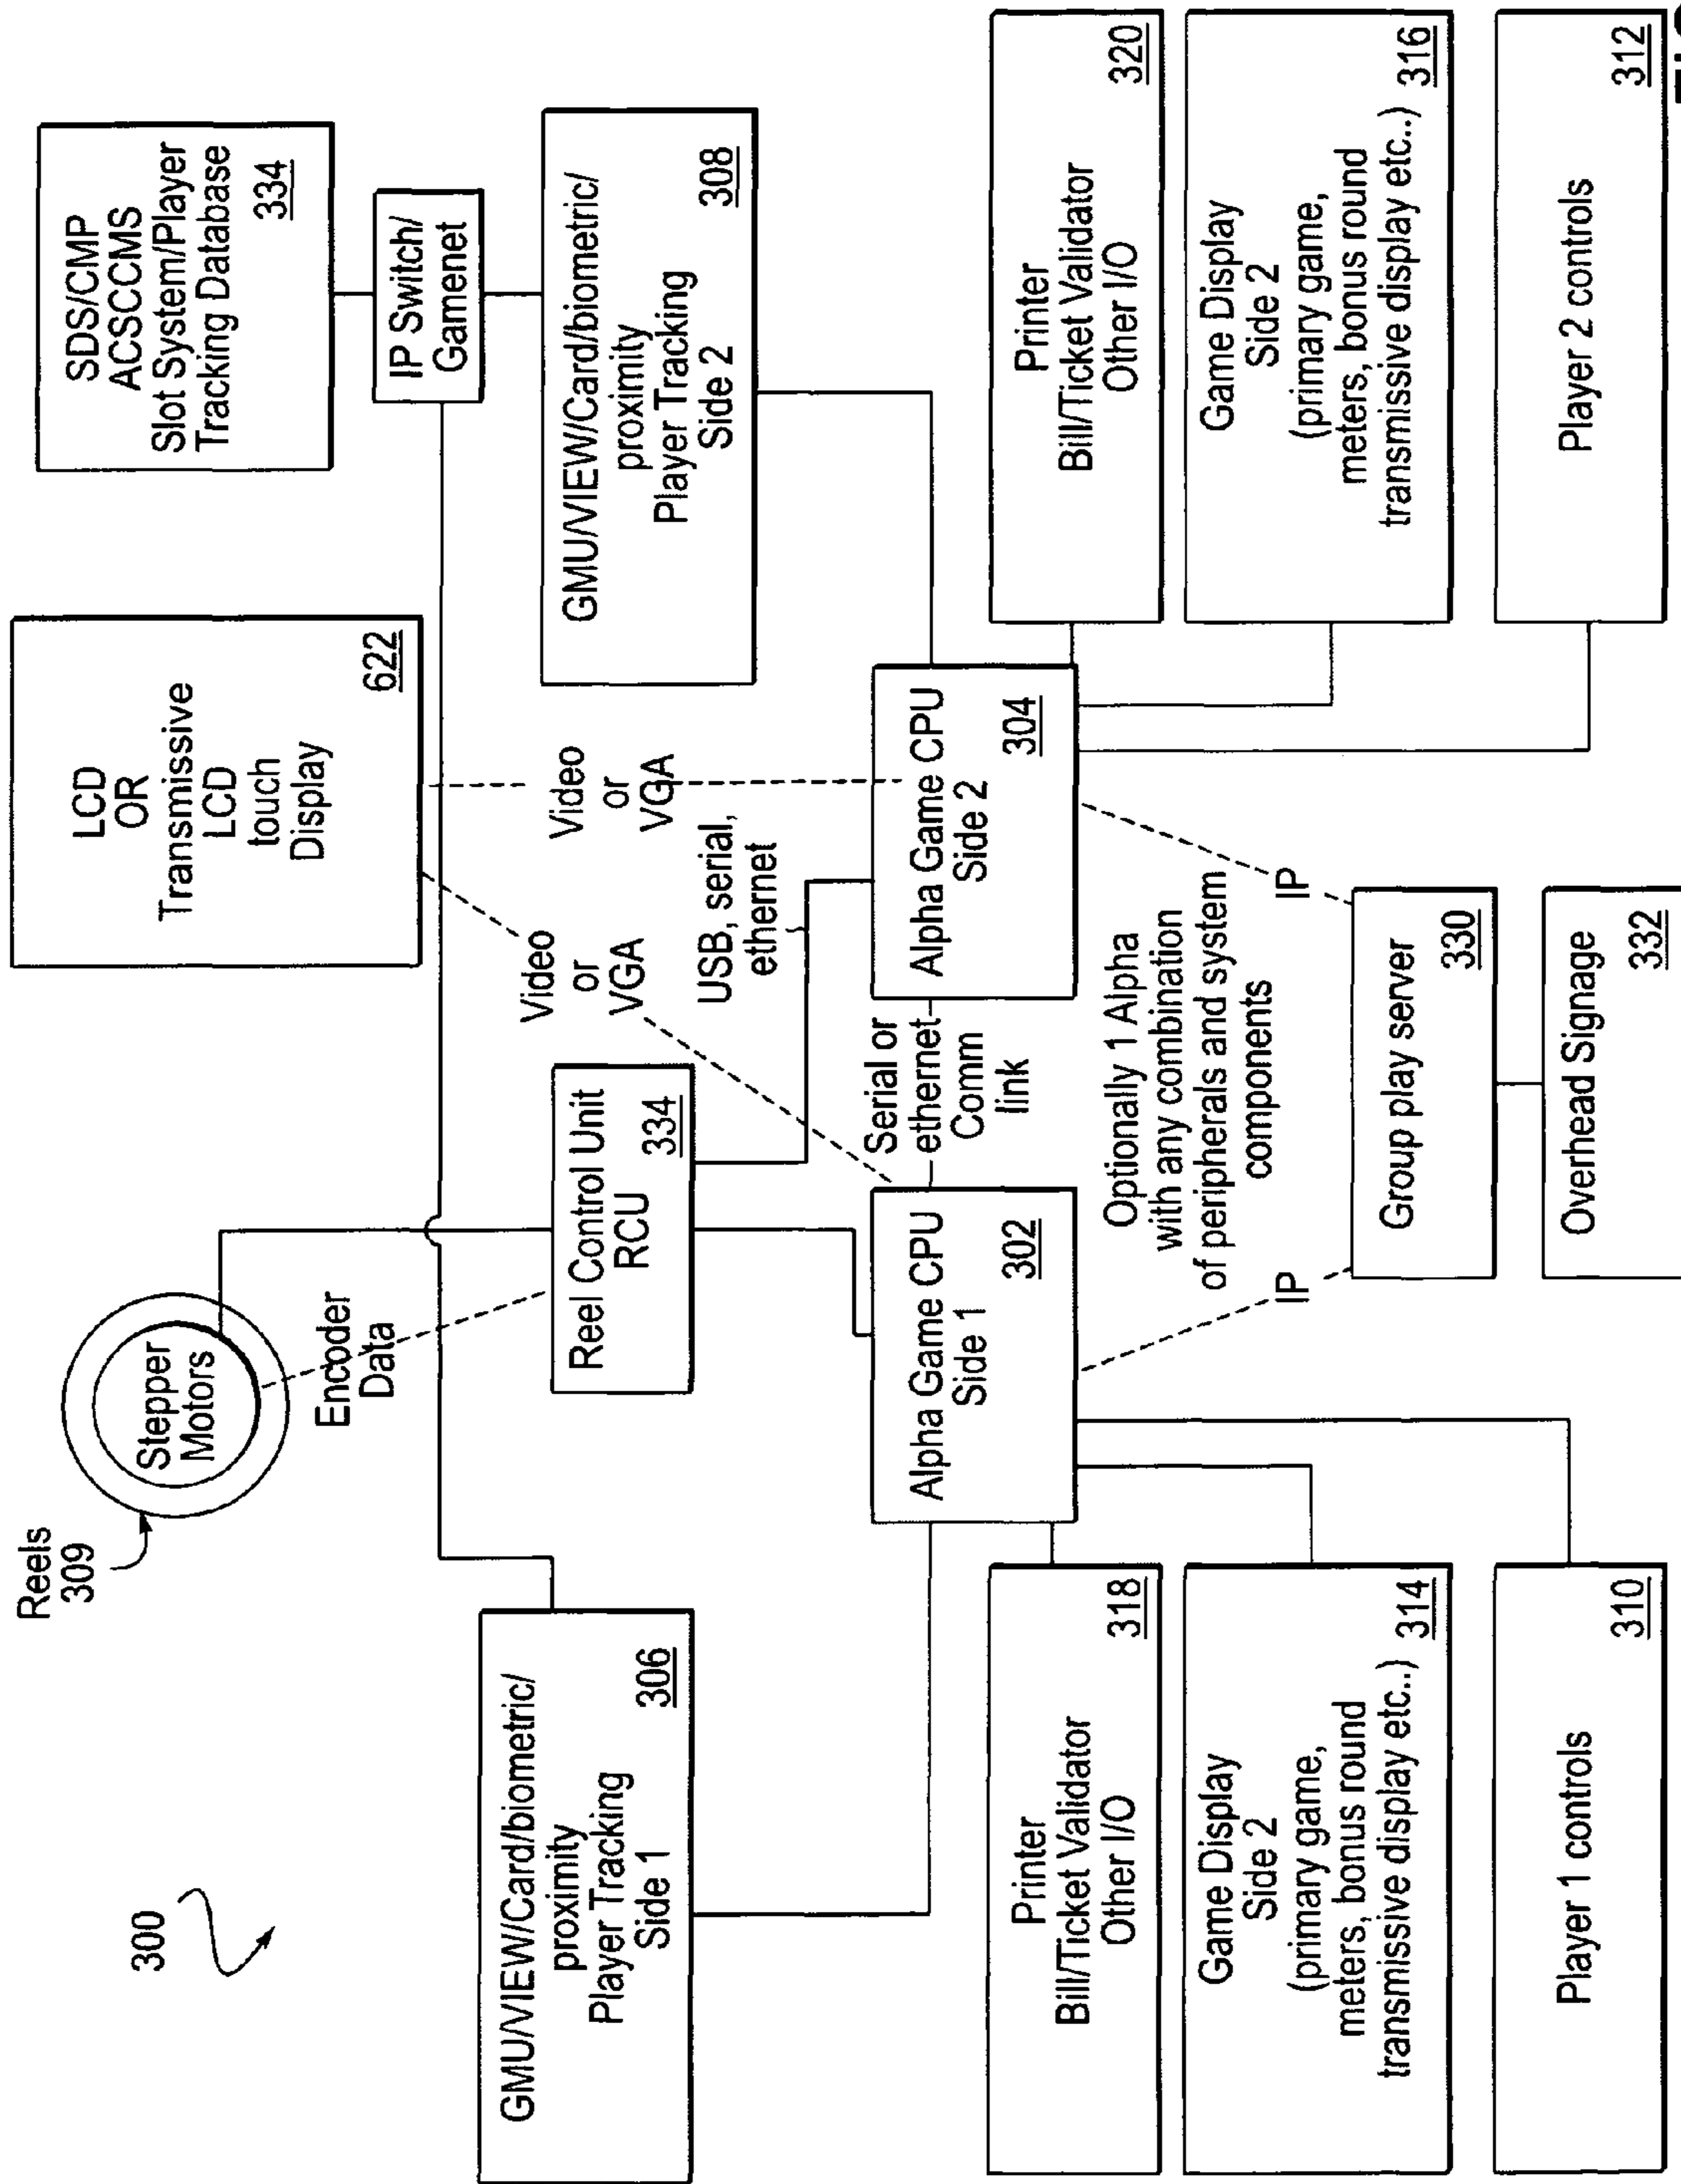 300
Reels
309
Stepper
Motors
Encoder
Data
LCD
OR
Transmissive
LCD
touch
Display
622
SDS/CMP
ACSCCMS
Slot System/Player
Tracking Database
334
IP Switch/
Gamenet
GMU/VIEW/Card/biometric/
proximity
Player Tracking
Side 1
306
Reel Control Unit
RCU
334
Video
or
VGA
Video
or
VGA
USB, serial,
ethernet
GMU/VIEW/Card/biometric/
proximity
Player Tracking
Side 2
308
Alpha Game CPU
Side 1
302
Serial or
ethernet
Comm
link
Alpha Game CPU
Side 2
304
Printer
Bill/Ticket Validator
Other I/O
318
Game Display
Side 2
(primary game,
meters, bonus round
transmissive display etc..)
314
Player 1 controls
310
Optionally 1 Alpha
with any combination
of peripherals and system
components
IP
IP
Group play server
330
Overhead Signage
332
Printer
Bill/Ticket Validator
Other I/O
320
Game Display
Side 2
(primary game,
meters, bonus round
transmissive display etc..)
316
Player 2 controls
312